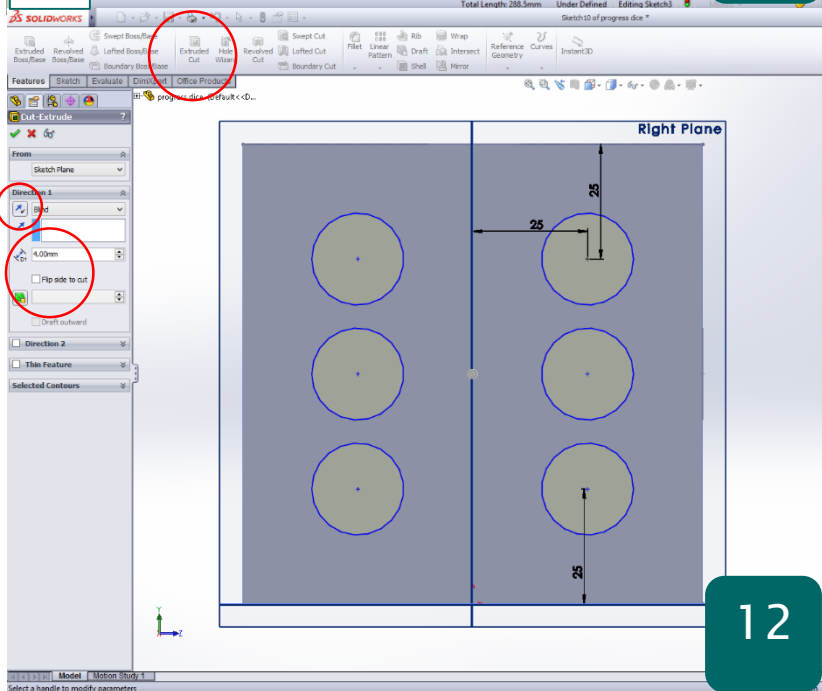 Total Length: 288.5mm Under Defined Editing Sketch3
SOLIDWORKS
Sketch10 of progress dice *
Extruded Boss/Base
Revolved Boss/Base
Swept Boss/Base
Lofted Boss/Base
Boundary Boss/Base
Extruded Cut
Hole Wizard
Revolved Cut
Swept Cut
Lofted Cut
Boundary Cut
Fillet
Linear Pattern
Rib
Draft
Shell
Wrap
Intersect
Mirror
Reference Geometry
Curves
Instant3D
Features Sketch Evaluate DimXpert Office Products
progress dice (Default<<D...
Cut-Extrude ?
From
Sketch Plane
Direction 1
Blind
D1
4.00mm
Flip side to cut
Draft outward
Direction 2
Thin Feature
Selected Contours
Right Plane
25
25
25
Y
Z
12
Model Motion Study 1
Select a handle to modify parameters